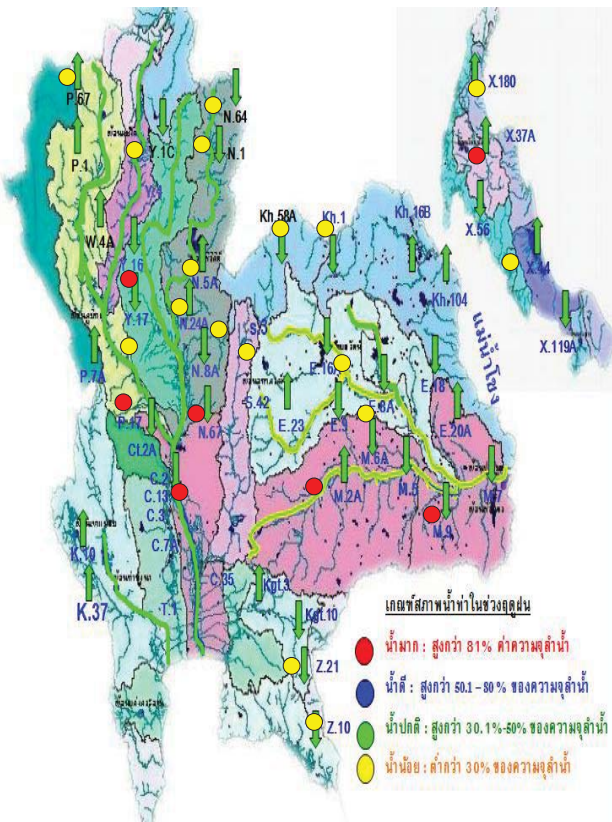 P.67
N.64
X.180
Y.1C
N.1
X.37A
P.1
Kh.58A
Kh.1
Kh.16B
W.4A
X.56
Y.16
N.5A
X.44
Kh.104
แม่น้ำโขง
Y.17
N.24A
S.3
X.119A
P.7A
N.8A
E.16A
E.18
S.42
E.23
E.9
E.8A
E.20A
P.17
N.67
M.6A
Ct.2A
C.2
C.13
M.2A
M.5
M.7
C.3
M.9
C.7A
K.10
C.35
Kgt.3
K.37
T.1
Kgt.10
Z.21
Z.10
เกณฑ์สภาพน้ำท่าในช่วงฤดูฝน
น้ำมาก : สูงกว่า 81% ค่าความจุลำน้ำ
น้ำดี : สูงกว่า 50.1 - 80 % ของความจุลำน้ำ
น้ำปกติ : สูงกว่า 30.1%-50% ของความจุลำน้ำ
น้ำน้อย : ต่ำกว่า 30% ของความจุลำน้ำ